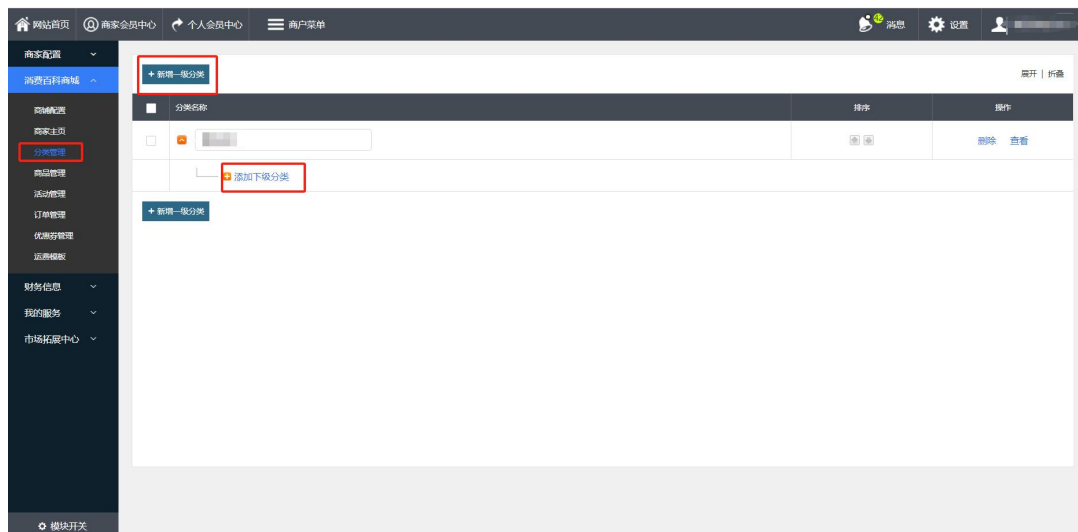 网站首页 商家会员中心 个人会员中心 商户菜单 42 消息 设置
商家配置
消费百科商城
商城配置
商家主页
分类管理
商品管理
活动管理
订单管理
优惠券管理
运费模板
财务信息
我的服务
市场拓展中心
模块开关
+ 新增一级分类 展开 | 折叠
分类名称 排序 操作
删除 查看
添加下级分类
+ 新增一级分类